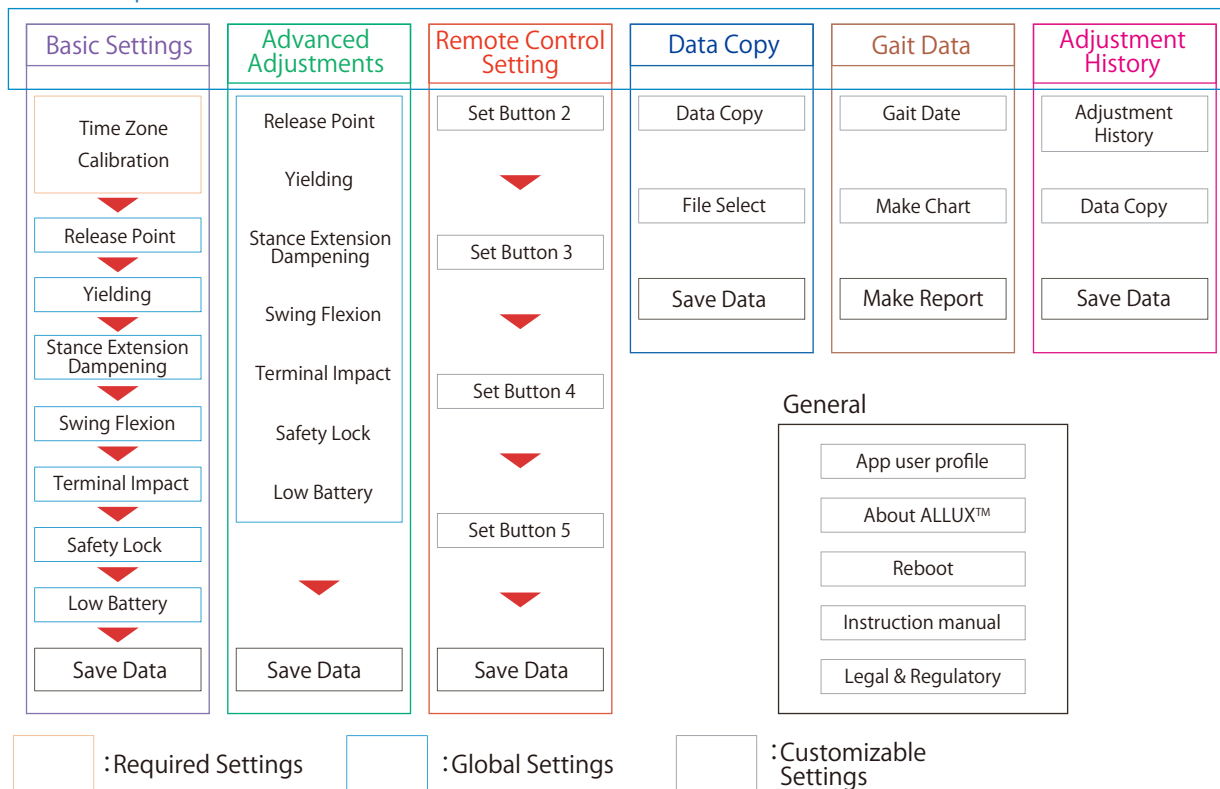 Basic Settings
Time Zone
Calibration
Release Point
Yielding
Stance Extension
Dampening
Swing Flexion
Terminal Impact
Safety Lock
Low Battery
Save Data
Advanced
Adjustments
Release Point
Yielding
Stance Extension
Dampening
Swing Flexion
Terminal Impact
Safety Lock
Low Battery
Save Data
Remote Control
Setting
Set Button 2
Set Button 3
Set Button 4
Set Button 5
Save Data
Data Copy
Data Copy
File Select
Save Data
Gait Data
Gait Date
Make Chart
Make Report
Adjustment
History
Adjustment
History
Data Copy
Save Data
General
App user profile
About ALLUX™
Reboot
Instruction manual
Legal & Regulatory
:Required Settings
:Global Settings
:Customizable
Settings